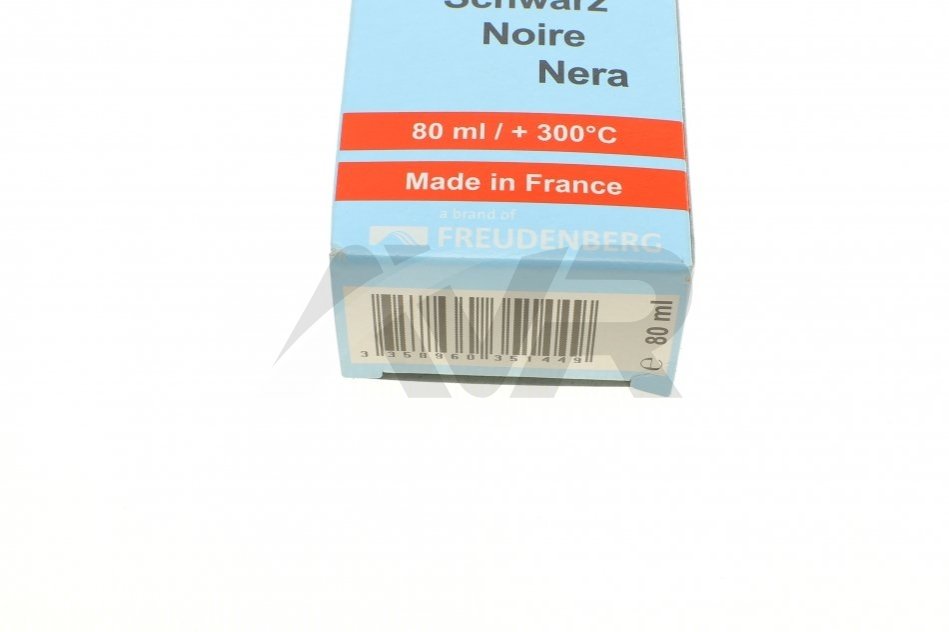 Schwarz
Noire
Nera
80 ml / + 300°C
Made in France
a brand of
FREUDENBERG
3 358960 351449
e 80 ml